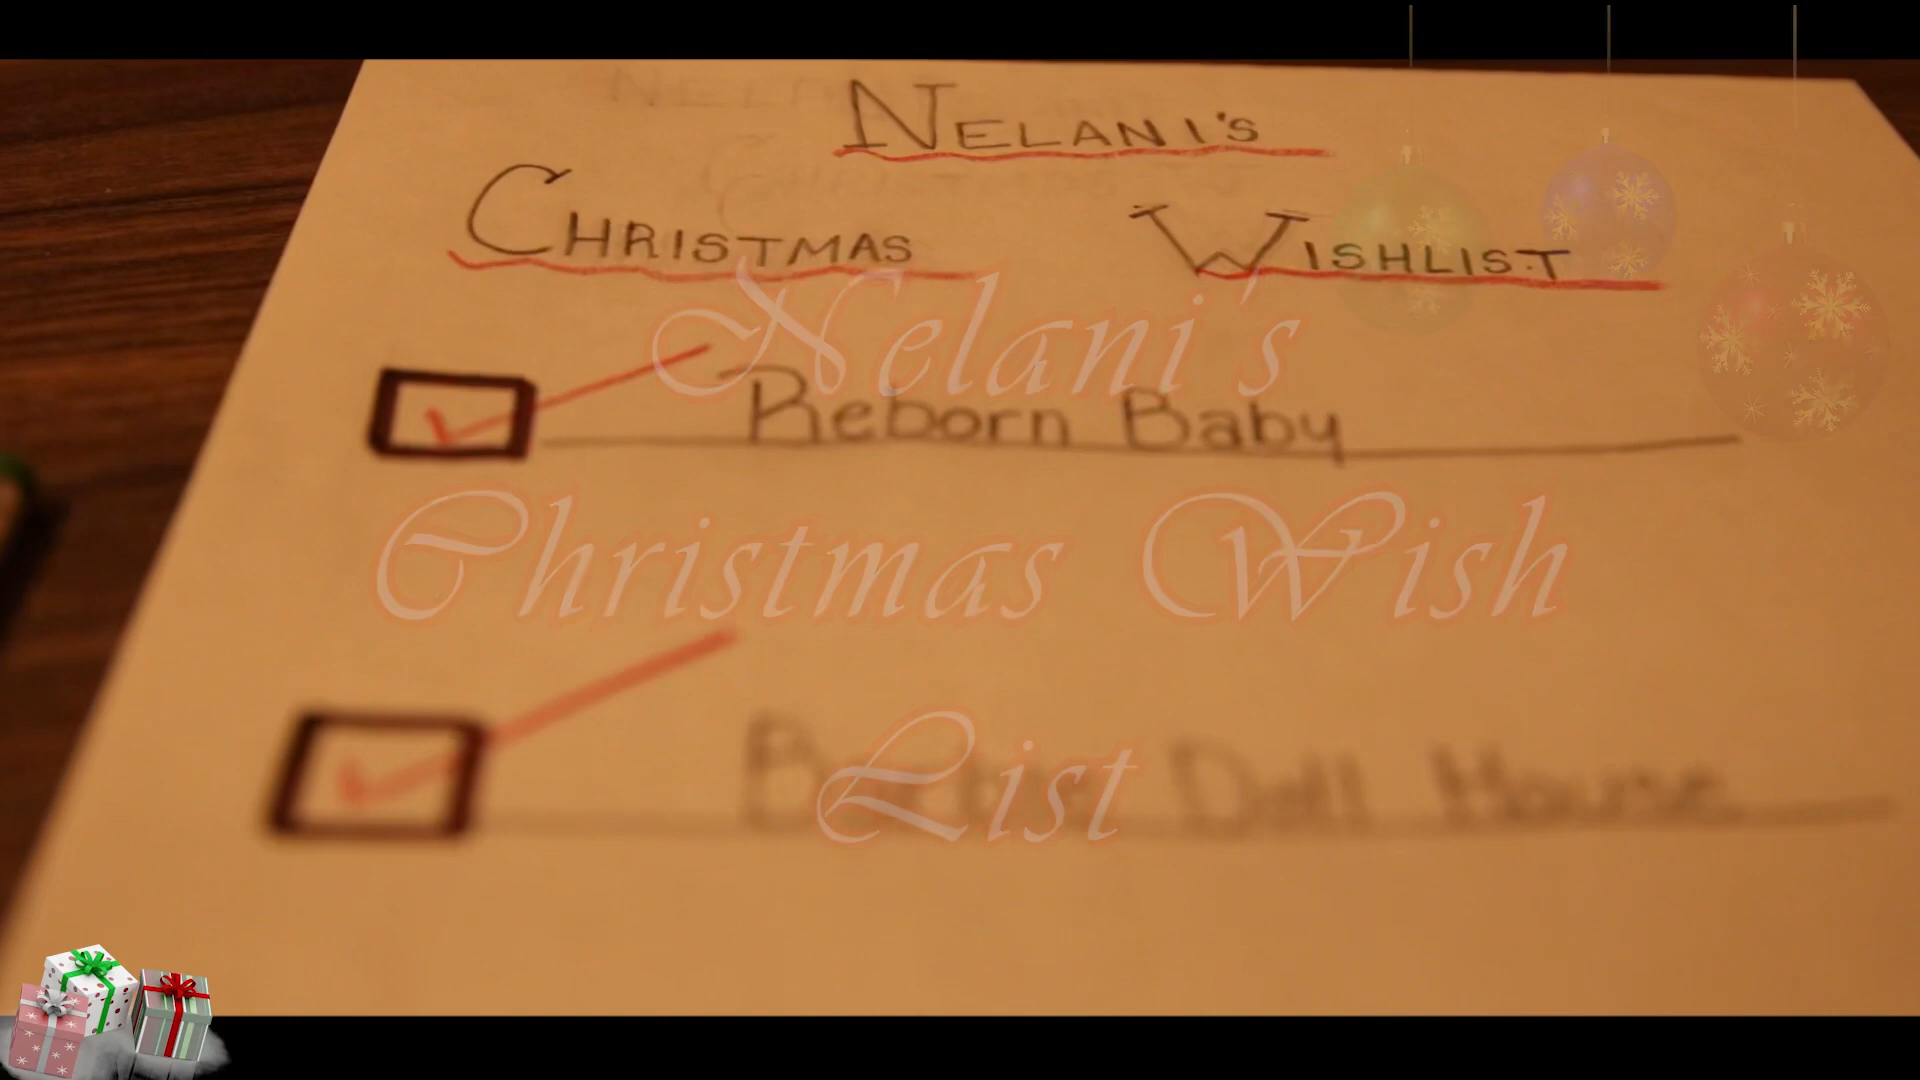 NELANI'S
CHRISTMAS WISHLIST
Nelani's
Reborn Baby
Christmas Wish
List
Doll House